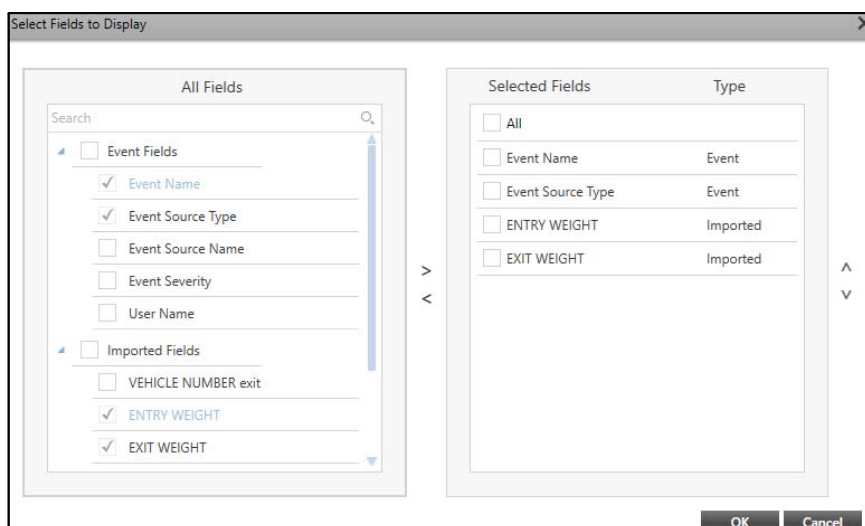 Select Fields to Display
All Fields
Search
Event Fields
Event Name
Event Source Type
Event Source Name
Event Severity
User Name
Imported Fields
VEHICLE NUMBER exit
ENTRY WEIGHT
EXIT WEIGHT
>
<
Selected Fields Type
All
Event Name Event
Event Source Type Event
ENTRY WEIGHT Imported
EXIT WEIGHT Imported
OK Cancel